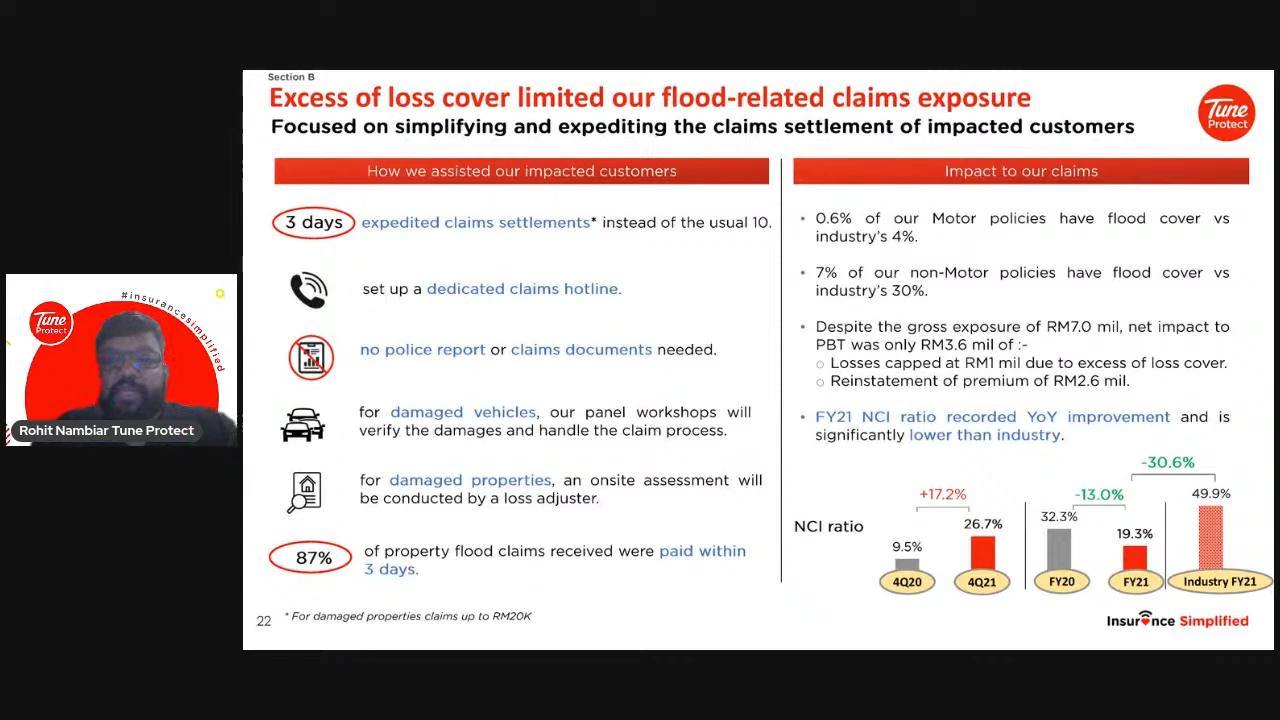 Section B
Excess of loss cover limited our flood-related claims exposure
Focused on simplifying and expediting the claims settlement of impacted customers
Tune
Protect
How we assisted our impacted customers
3 days expedited claims settlements* instead of the usual 10.
set up a dedicated claims hotline.
no police report or claims documents needed.
for damaged vehicles, our panel workshops will
verify the damages and handle the claim process.
for damaged properties, an onsite assessment will
be conducted by a loss adjuster.
87% of property flood claims received were paid within
3 days.
22
* For damaged properties claims up to RM20K
Impact to our claims
• 0.6% of our Motor policies have flood cover vs
industry's 4%.
• 7% of our non-Motor policies have flood cover vs
industry's 30%.
• Despite the gross exposure of RM7.0 mil, net impact to
PBT was only RM3.6 mil of :-
○ Losses capped at RM1 mil due to excess of loss cover.
○ Reinstatement of premium of RM2.6 mil.
• FY21 NCI ratio recorded YoY improvement and is
significantly lower than industry.
NCI ratio
+17.2%
9.5%
26.7%
4Q20
4Q21
-13.0%
32.3%
19.3%
FY20
FY21
-30.6%
49.9%
Industry FY21
Insurance Simplified
#insurancesimplified
Tune
Protect
Rohit Nambiar Tune Protect